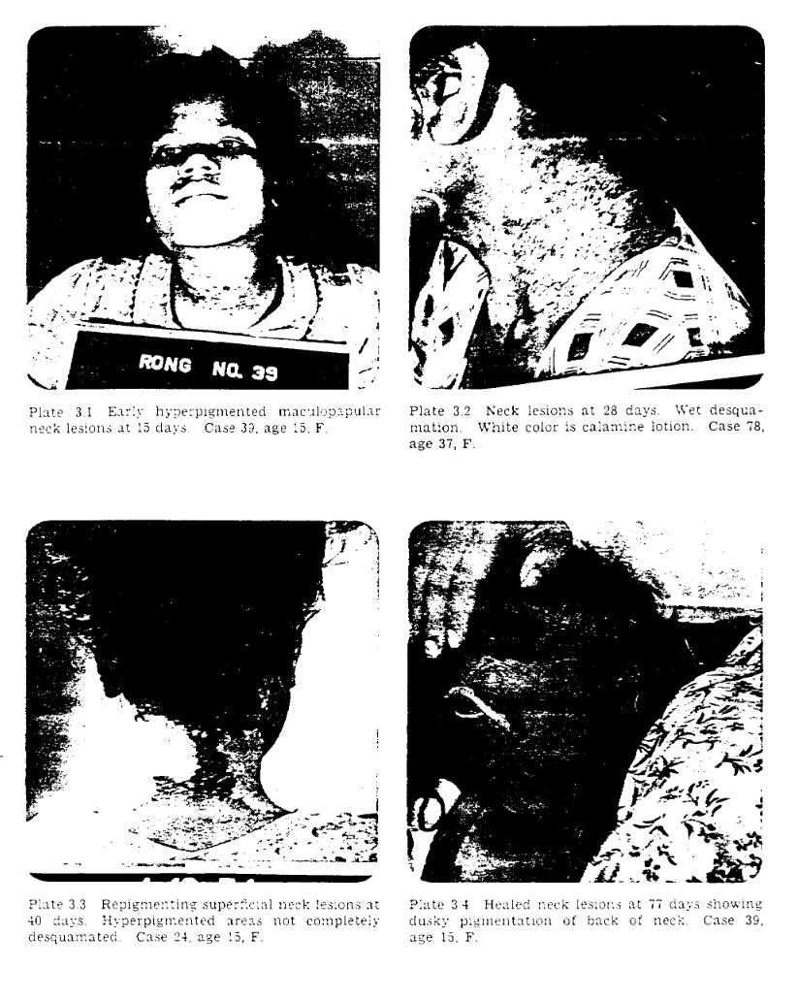 RONG NO. 39
Plate 3.1 Early hyperpigmented maculopapular
neck lesions at 15 days. Case 39, age 15, F.
Plate 3.2 Neck lesions at 28 days. Wet desqua-
mation. White color is calamine lotion. Case 78,
age 37, F.
Plate 3.3 Repigmenting superficial neck lesions at
40 days. Hyperpigmented areas not completely
desquamated. Case 24, age 15, F.
Plate 3.4 Healed neck lesions at 77 days showing
dusky pigmentation of back of neck. Case 39,
age 15, F.